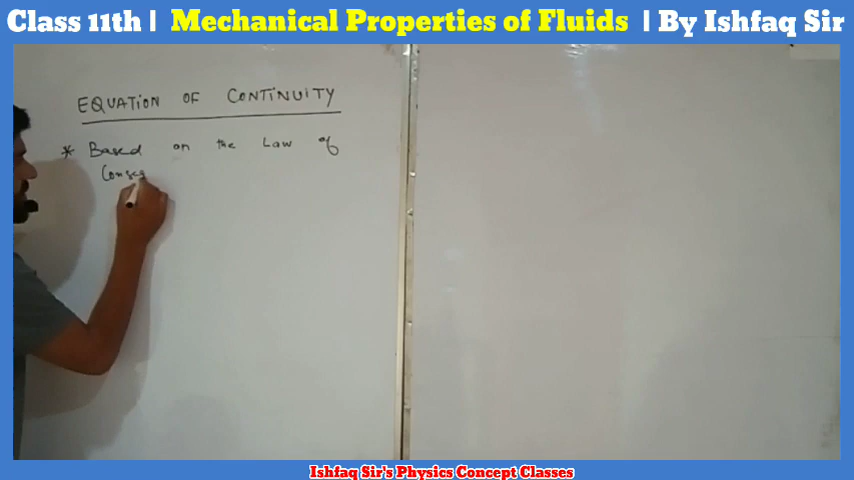 Class 11th | Mechanical Properties of Fluids | By Ishfaq Sir
EQUATION OF CONTINUITY
* Based on the Law of
Ishfaq Sir's Physics Concept Classes